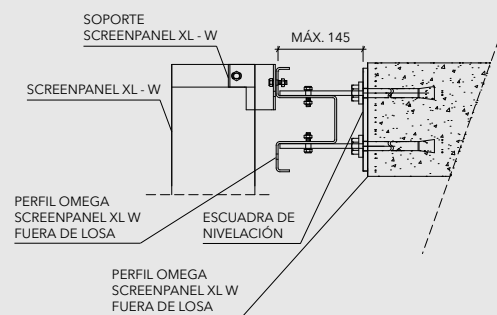 SOPORTE
SCREENPANEL XL - W
MÁX. 145
SCREENPANEL XL - W
PERFIL OMEGA
SCREENPANEL XL W
FUERA DE LOSA
ESCUADRA DE
NIVELACIÓN
PERFIL OMEGA
SCREENPANEL XL W
FUERA DE LOSA